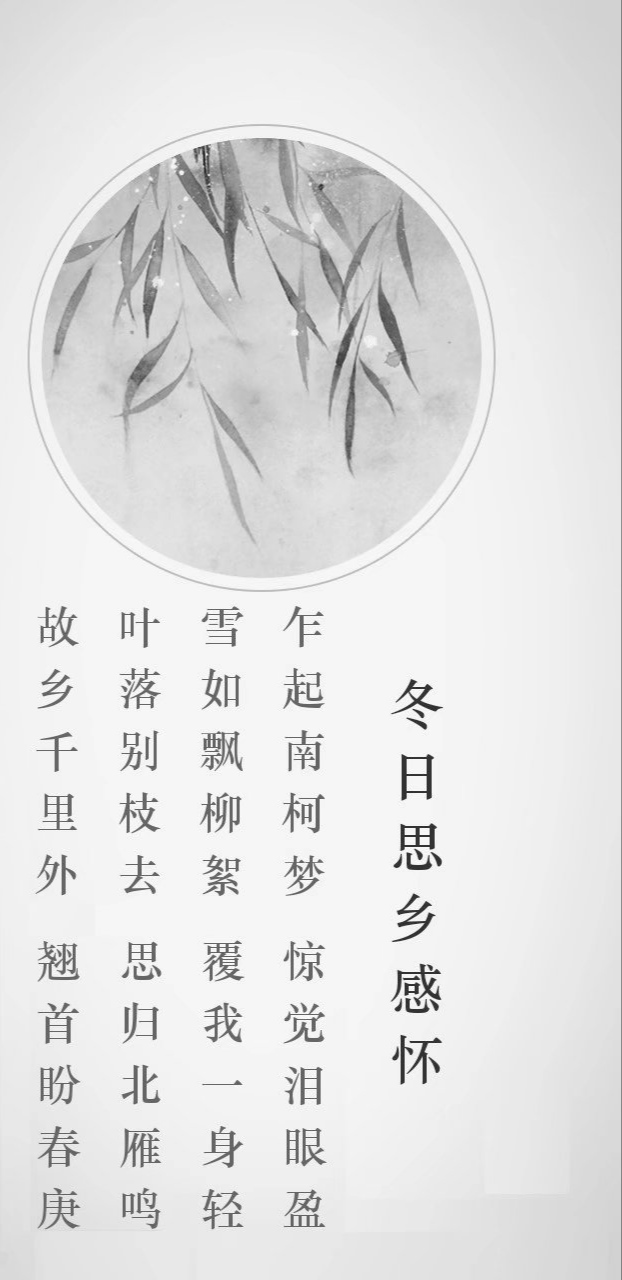 冬日思乡感怀
乍起南柯梦 惊觉泪眼盈
雪如飘柳絮 覆我一身轻
叶落别枝去 思归北雁鸣
故乡千里外 翘首盼春庚